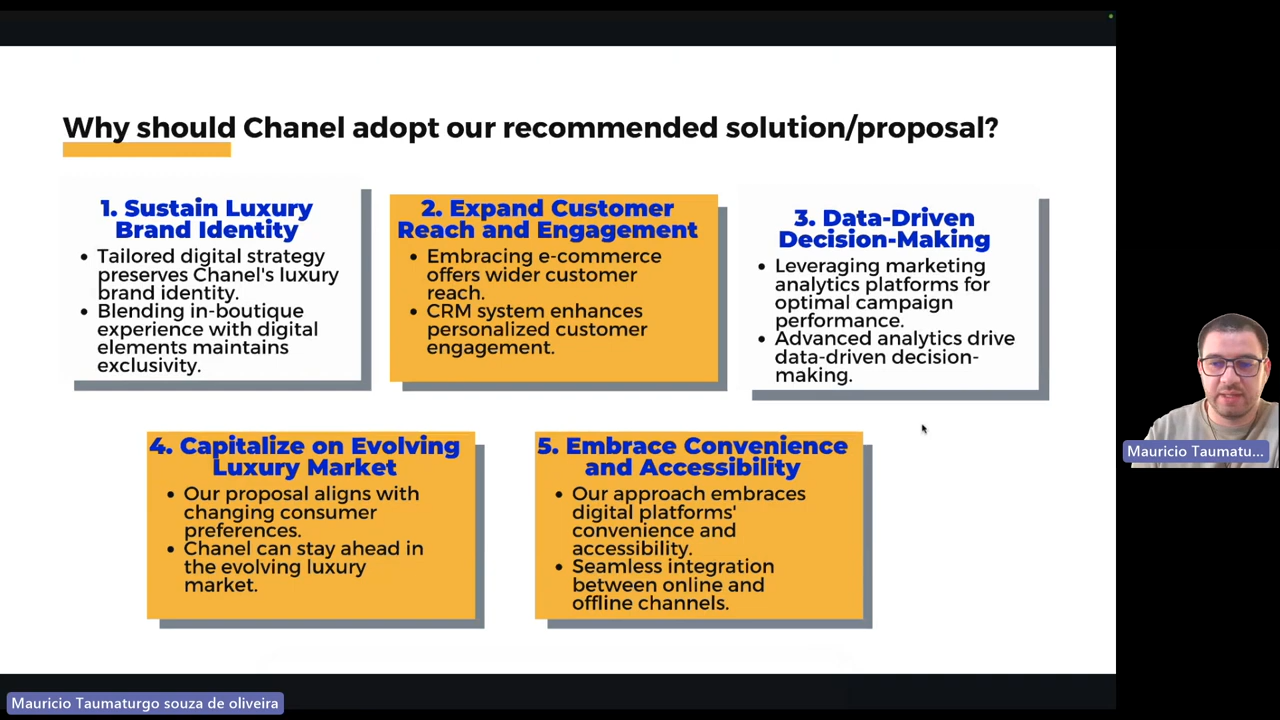 Why should Chanel adopt our recommended solution/proposal?
1. Sustain Luxury
Brand Identity
• Tailored digital strategy
preserves Chanel's luxury
brand identity.
• Blending in-boutique
experience with digital
elements maintains
exclusivity.
2. Expand Customer
Reach and Engagement
• Embracing e-commerce
offers wider customer
reach.
• CRM system enhances
personalized customer
engagement.
3. Data-Driven
Decision-Making
• Leveraging marketing
analytics platforms for
optimal campaign
performance.
• Advanced analytics drive
data-driven decision-
making.
4. Capitalize on Evolving
Luxury Market
• Our proposal aligns with
changing consumer
preferences.
• Chanel can stay ahead in
the evolving luxury
market.
5. Embrace Convenience
and Accessibility
• Our approach embraces
digital platforms'
convenience and
accessibility.
• Seamless integration
between online and
offline channels.
Mauricio Taumatu...
Mauricio Taumaturgo souza de oliveira